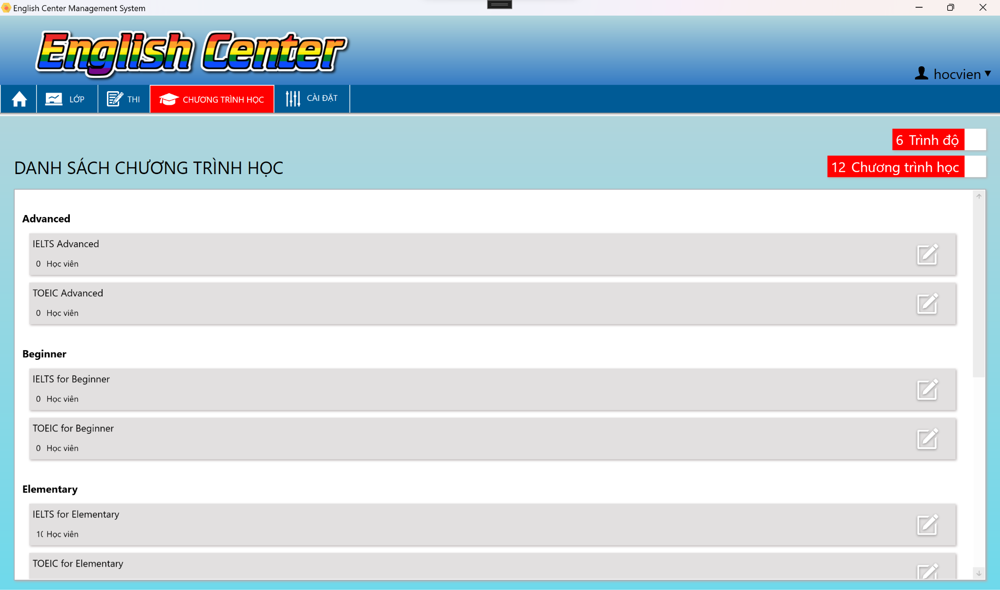 English Center Management System
English Center
hocvien
LỚP
THI
CHƯƠNG TRÌNH HỌC
CÀI ĐẶT
6 Trình độ
12 Chương trình học
DANH SÁCH CHƯƠNG TRÌNH HỌC
Advanced
IELTS Advanced
0 Học viên
TOEIC Advanced
0 Học viên
Beginner
IELTS for Beginner
0 Học viên
TOEIC for Beginner
0 Học viên
Elementary
IELTS for Elementary
10 Học viên
TOEIC for Elementary